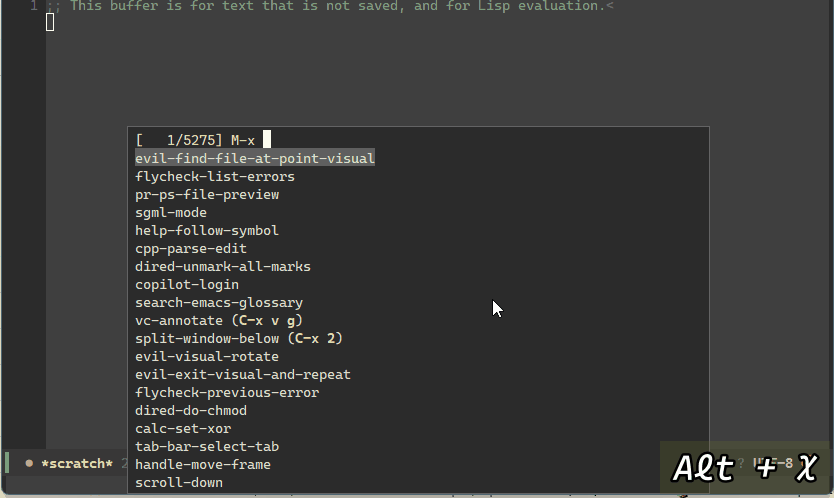 1 ;; This buffer is for text that is not saved, and for Lisp evaluation.<
[   1/5275] M-x
evil-find-file-at-point-visual
flycheck-list-errors
pr-ps-file-preview
sgml-mode
help-follow-symbol
cpp-parse-edit
dired-unmark-all-marks
copilot-login
search-emacs-glossary
vc-annotate (C-x v g)
split-window-below (C-x 2)
evil-visual-rotate
evil-exit-visual-and-repeat
flycheck-previous-error
dired-do-chmod
calc-set-xor
tab-bar-select-tab
handle-move-frame
scroll-down
*scratch*
Alt + X